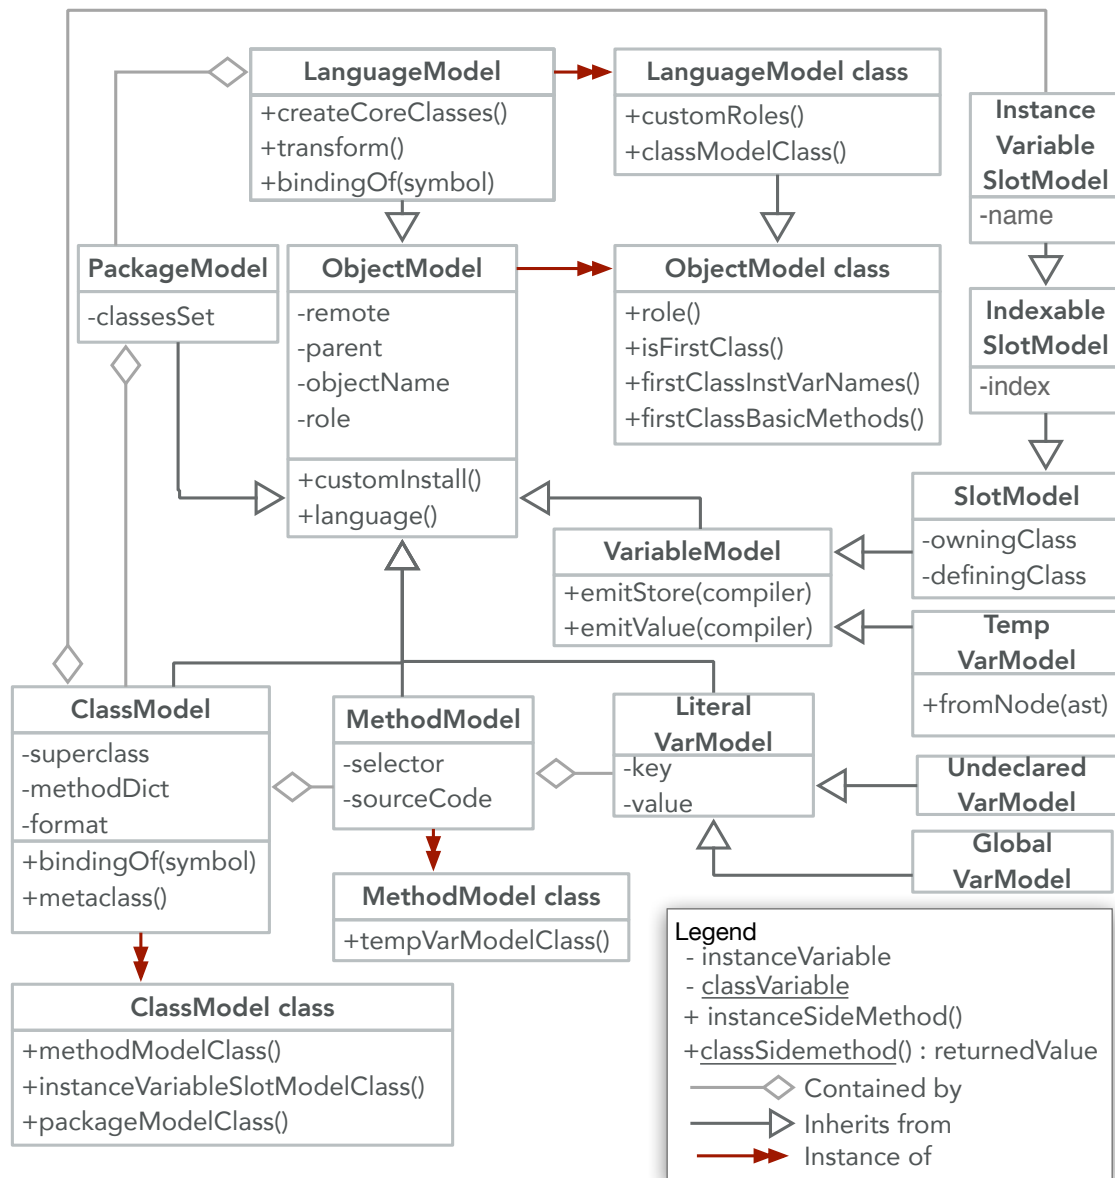 LanguageModel
+createCoreClasses()
+transform()
+bindingOf(symbol)
LanguageModel class
+customRoles()
+classModelClass()
Instance
Variable
SlotModel
-name
PackageModel
-classesSet
ObjectModel
-remote
-parent
-objectName
-role
+customInstall()
+language()
ObjectModel class
+role()
+isFirstClass()
+firstClassInstVarNames()
+firstClassBasicMethods()
Indexable
SlotModel
-index
SlotModel
-owningClass
-definingClass
VariableModel
+emitStore(compiler)
+emitValue(compiler)
Temp
VarModel
+fromNode(ast)
ClassModel
-superclass
-methodDict
-format
+bindingOf(symbol)
+metaclass()
MethodModel
-selector
-sourceCode
Literal
VarModel
-key
-value
Undeclared
VarModel
Global
VarModel
MethodModel class
+tempVarModelClass()
ClassModel class
+methodModelClass()
+instanceVariableSlotModelClass()
+packageModelClass()
Legend
- instanceVariable
- classVariable
+ instanceSideMethod()
+classSidemethod() : returnedValue
Contained by
Inherits from
Instance of